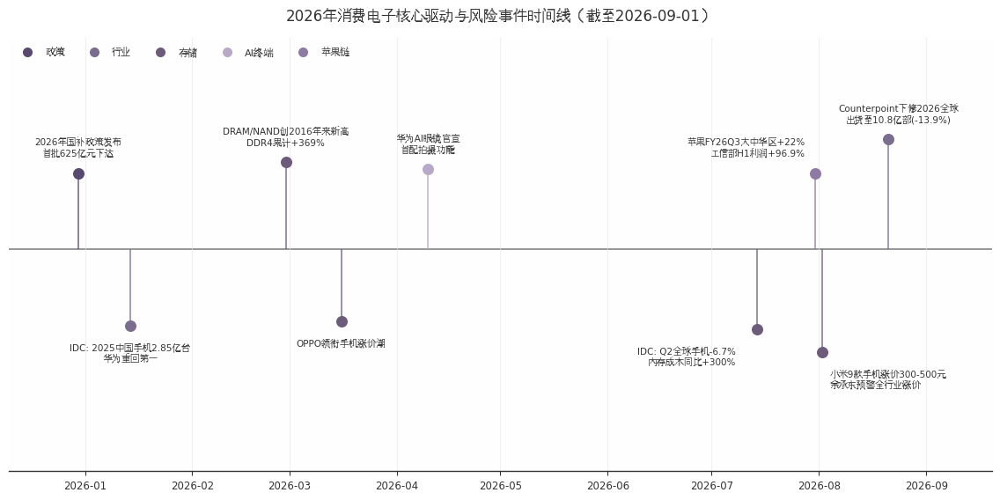 2026年消费电子核心驱动与风险事件时间线（截至2026-09-01）
政策
行业
存储
AI终端
苹果链
2026年国补政策发布
首批625亿元下达
DRAM/NAND创2016年来新高
DDR4累计+369%
华为AI眼镜官宣
首配拍摄功能
苹果FY26Q3大中华区+22%
工信部H1利润+96.9%
Counterpoint下修2026全球
出货至10.8亿部(-13.9%)
IDC: 2025中国手机2.85亿台
华为重回第一
OPPO领衔手机涨价潮
IDC: Q2全球手机-6.7%
内存成本同比+300%
小米9款手机涨价300-500元
余承东预警全行业涨价
2026-01
2026-02
2026-03
2026-04
2026-05
2026-06
2026-07
2026-08
2026-09